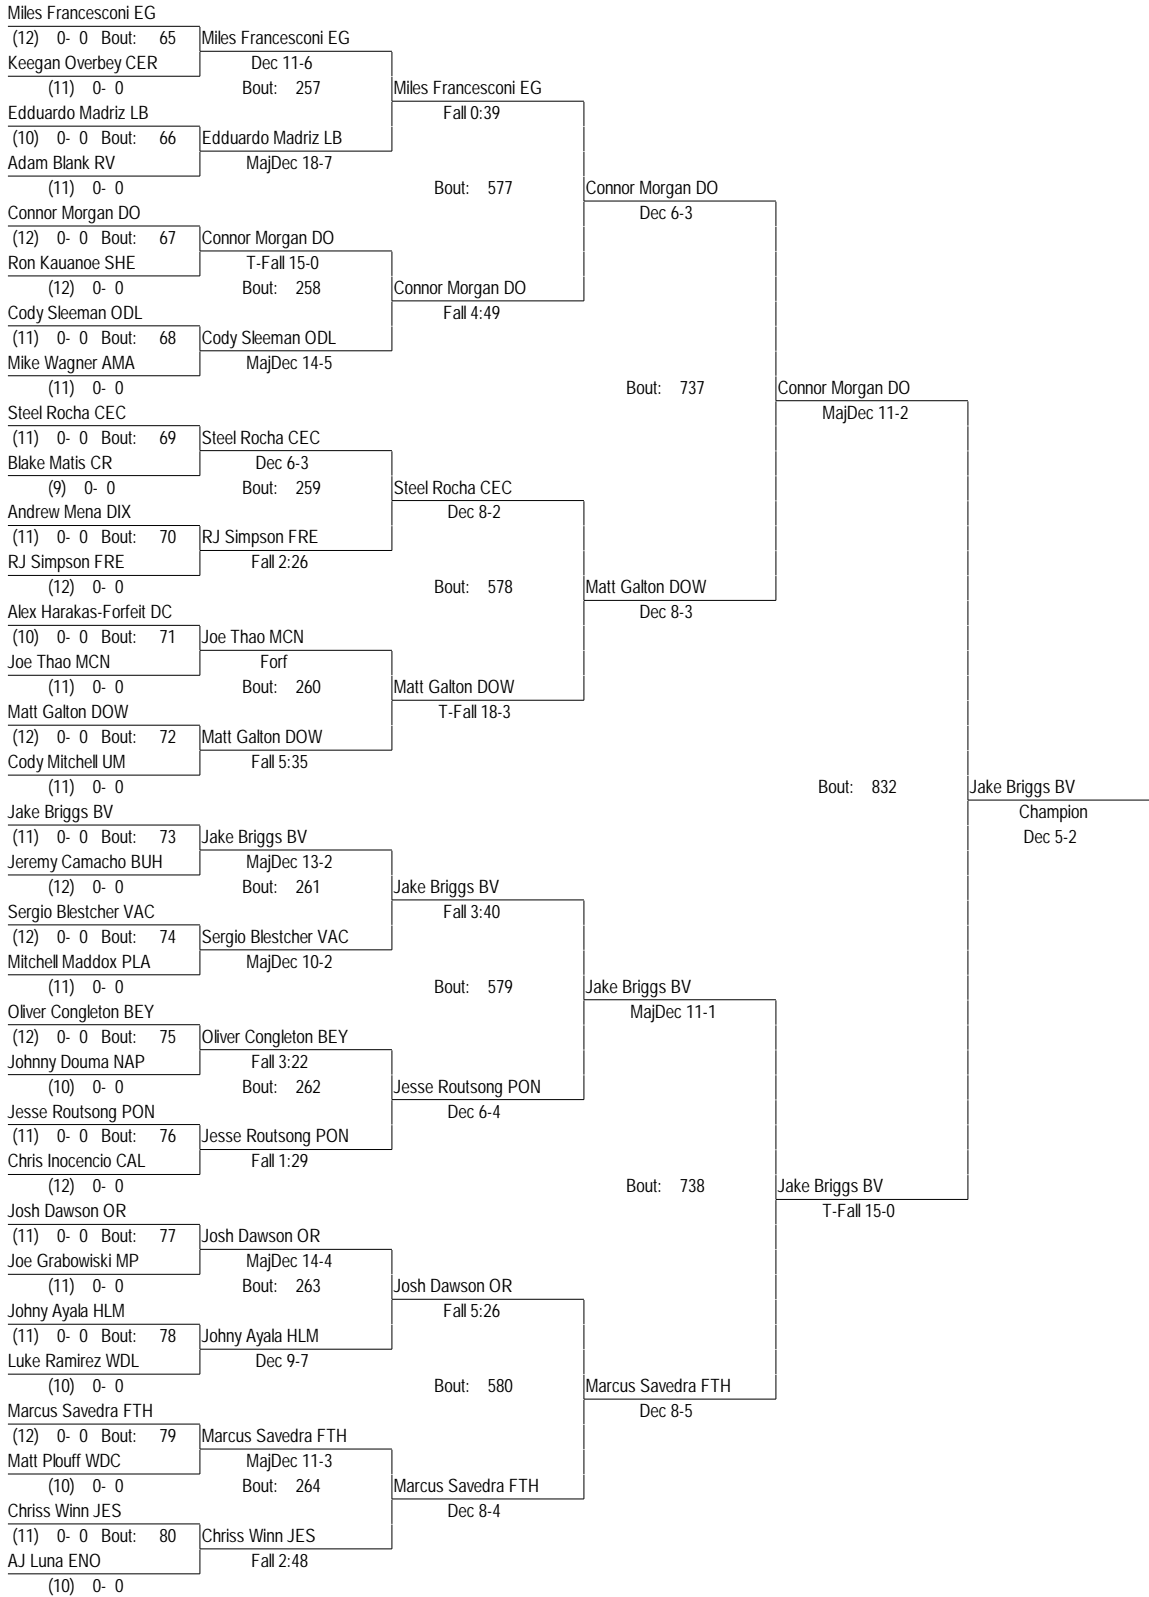 Miles Francesconi EG
(12) 0- 0 Bout: 65 Miles Francesconi EG
Keegan Overbey CER Dec 11-6
(11) 0- 0 Bout: 257 Miles Francesconi EG
Edduardo Madriz LB Fall 0:39
(10) 0- 0 Bout: 66 Edduardo Madriz LB
Adam Blank RV MajDec 18-7
(11) 0- 0 Bout: 577 Connor Morgan DO
Connor Morgan DO Dec 6-3
(12) 0- 0 Bout: 67 Connor Morgan DO
Ron Kauanoe SHE T-Fall 15-0
(12) 0- 0 Bout: 258 Connor Morgan DO
Cody Sleeman ODL Fall 4:49
(11) 0- 0 Bout: 68 Cody Sleeman ODL
Mike Wagner AMA MajDec 14-5
(11) 0- 0 Bout: 737 Connor Morgan DO
Steel Rocha CEC MajDec 11-2
(11) 0- 0 Bout: 69 Steel Rocha CEC
Blake Matis CR Dec 6-3
(9) 0- 0 Bout: 259 Steel Rocha CEC
Andrew Mena DIX Dec 8-2
(11) 0- 0 Bout: 70 RJ Simpson FRE
RJ Simpson FRE Fall 2:26
(12) 0- 0 Bout: 578 Matt Galton DOW
Alex Harakas-Forfeit DC Dec 8-3
(10) 0- 0 Bout: 71 Joe Thao MCN
Joe Thao MCN Forf
(11) 0- 0 Bout: 260 Matt Galton DOW
Matt Galton DOW T-Fall 18-3
(12) 0- 0 Bout: 72 Matt Galton DOW
Cody Mitchell UM Fall 5:35
(11) 0- 0 Bout: 832 Jake Briggs BV
Jake Briggs BV Champion
(11) 0- 0 Bout: 73 Jake Briggs BV Dec 5-2
Jeremy Camacho BUH MajDec 13-2
(12) 0- 0 Bout: 261 Jake Briggs BV
Sergio Blestcher VAC Fall 3:40
(12) 0- 0 Bout: 74 Sergio Blestcher VAC
Mitchell Maddox PLA MajDec 10-2
(11) 0- 0 Bout: 579 Jake Briggs BV
Oliver Congleton BEY MajDec 11-1
(12) 0- 0 Bout: 75 Oliver Congleton BEY
Johnny Douma NAP Fall 3:22
(10) 0- 0 Bout: 262 Jesse Routsong PON
Jesse Routsong PON Dec 6-4
(11) 0- 0 Bout: 76 Jesse Routsong PON
Chris Inocencio CAL Fall 1:29
(12) 0- 0 Bout: 738 Jake Briggs BV
Josh Dawson OR T-Fall 15-0
(11) 0- 0 Bout: 77 Josh Dawson OR
Joe Grabowiski MP MajDec 14-4
(11) 0- 0 Bout: 263 Josh Dawson OR
Johny Ayala HLM Fall 5:26
(11) 0- 0 Bout: 78 Johny Ayala HLM
Luke Ramirez WDL Dec 9-7
(10) 0- 0 Bout: 580 Marcus Savedra FTH
Marcus Savedra FTH Dec 8-5
(12) 0- 0 Bout: 79 Marcus Savedra FTH
Matt Plouff WDC MajDec 11-3
(10) 0- 0 Bout: 264 Marcus Savedra FTH
Chriss Winn JES Dec 8-4
(11) 0- 0 Bout: 80 Chriss Winn JES
AJ Luna ENO Fall 2:48
(10) 0- 0